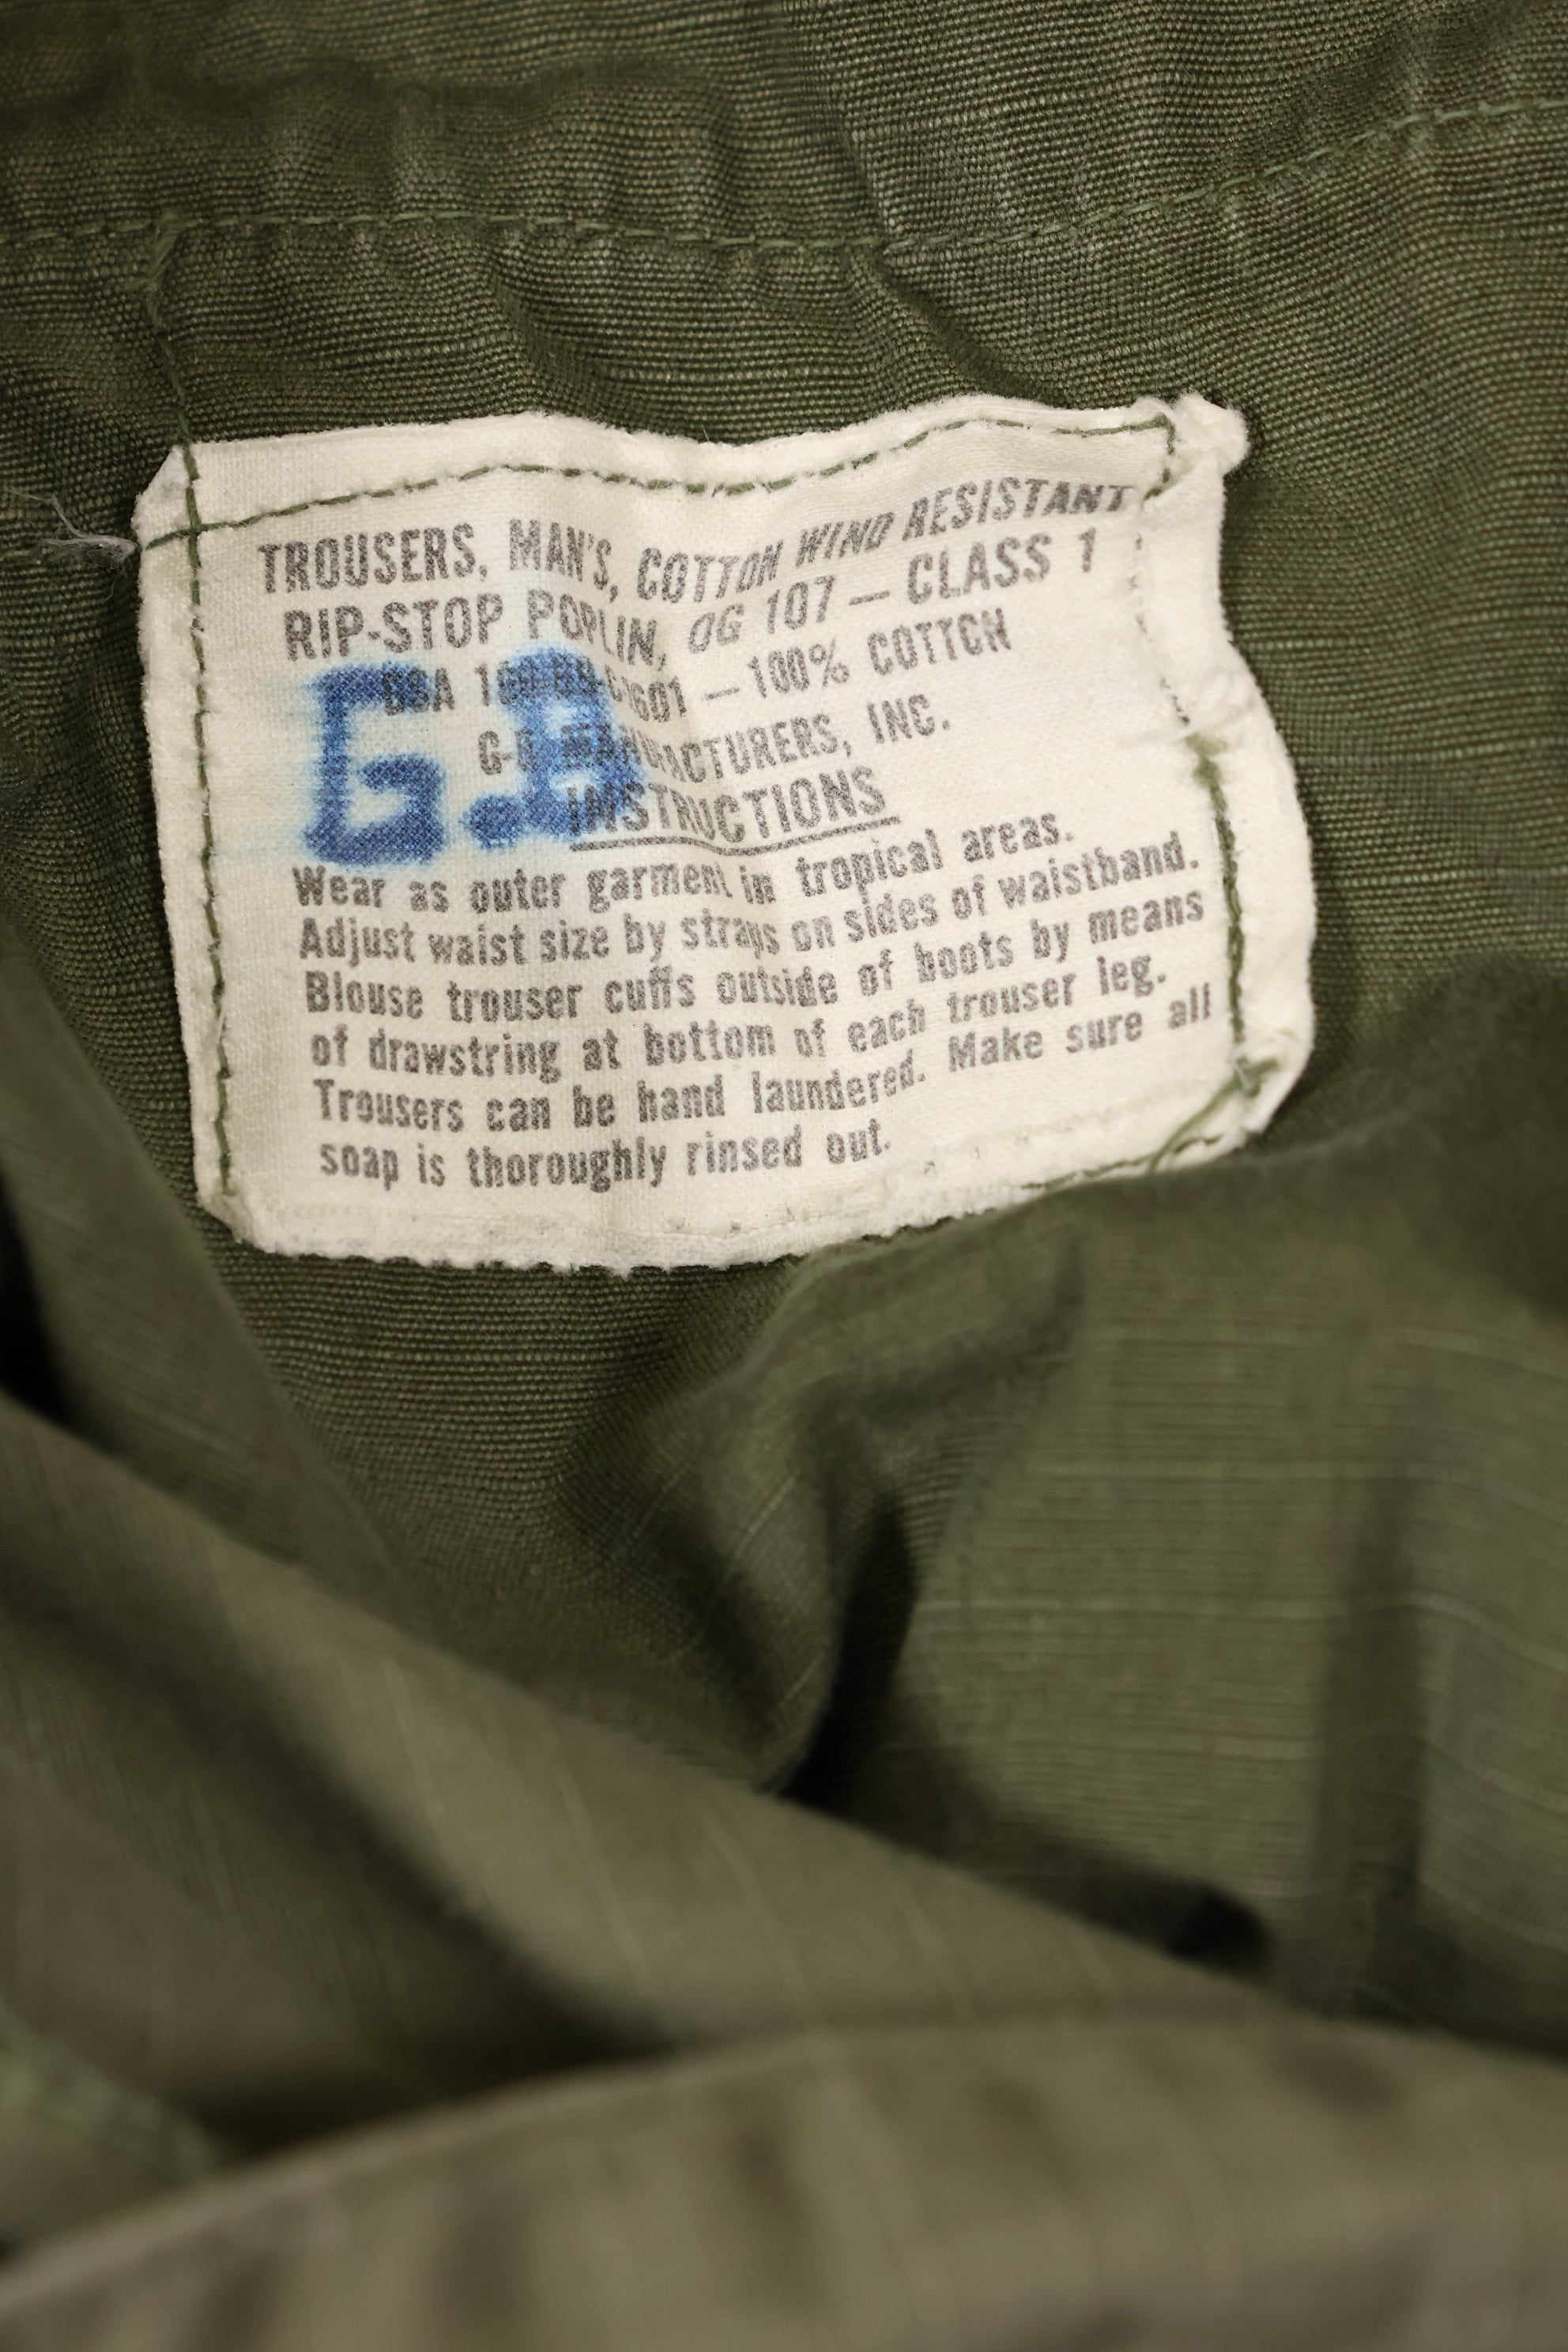 TROUSERS, MAN'S, COTTON WIND RESISTANT
RIP-STOP POPLIN, OG 107 — CLASS 1
DSA 1601 — 100% COTTON
MANUFACTURERS, INC.
INSTRUCTIONS
Wear as outer garment in tropical areas.
Adjust waist size by straps on sides of waistband.
Blouse trouser cuffs outside of boots by means
of drawstring at bottom of each trouser leg.
Trousers can be hand laundered. Make sure all
soap is thoroughly rinsed out.